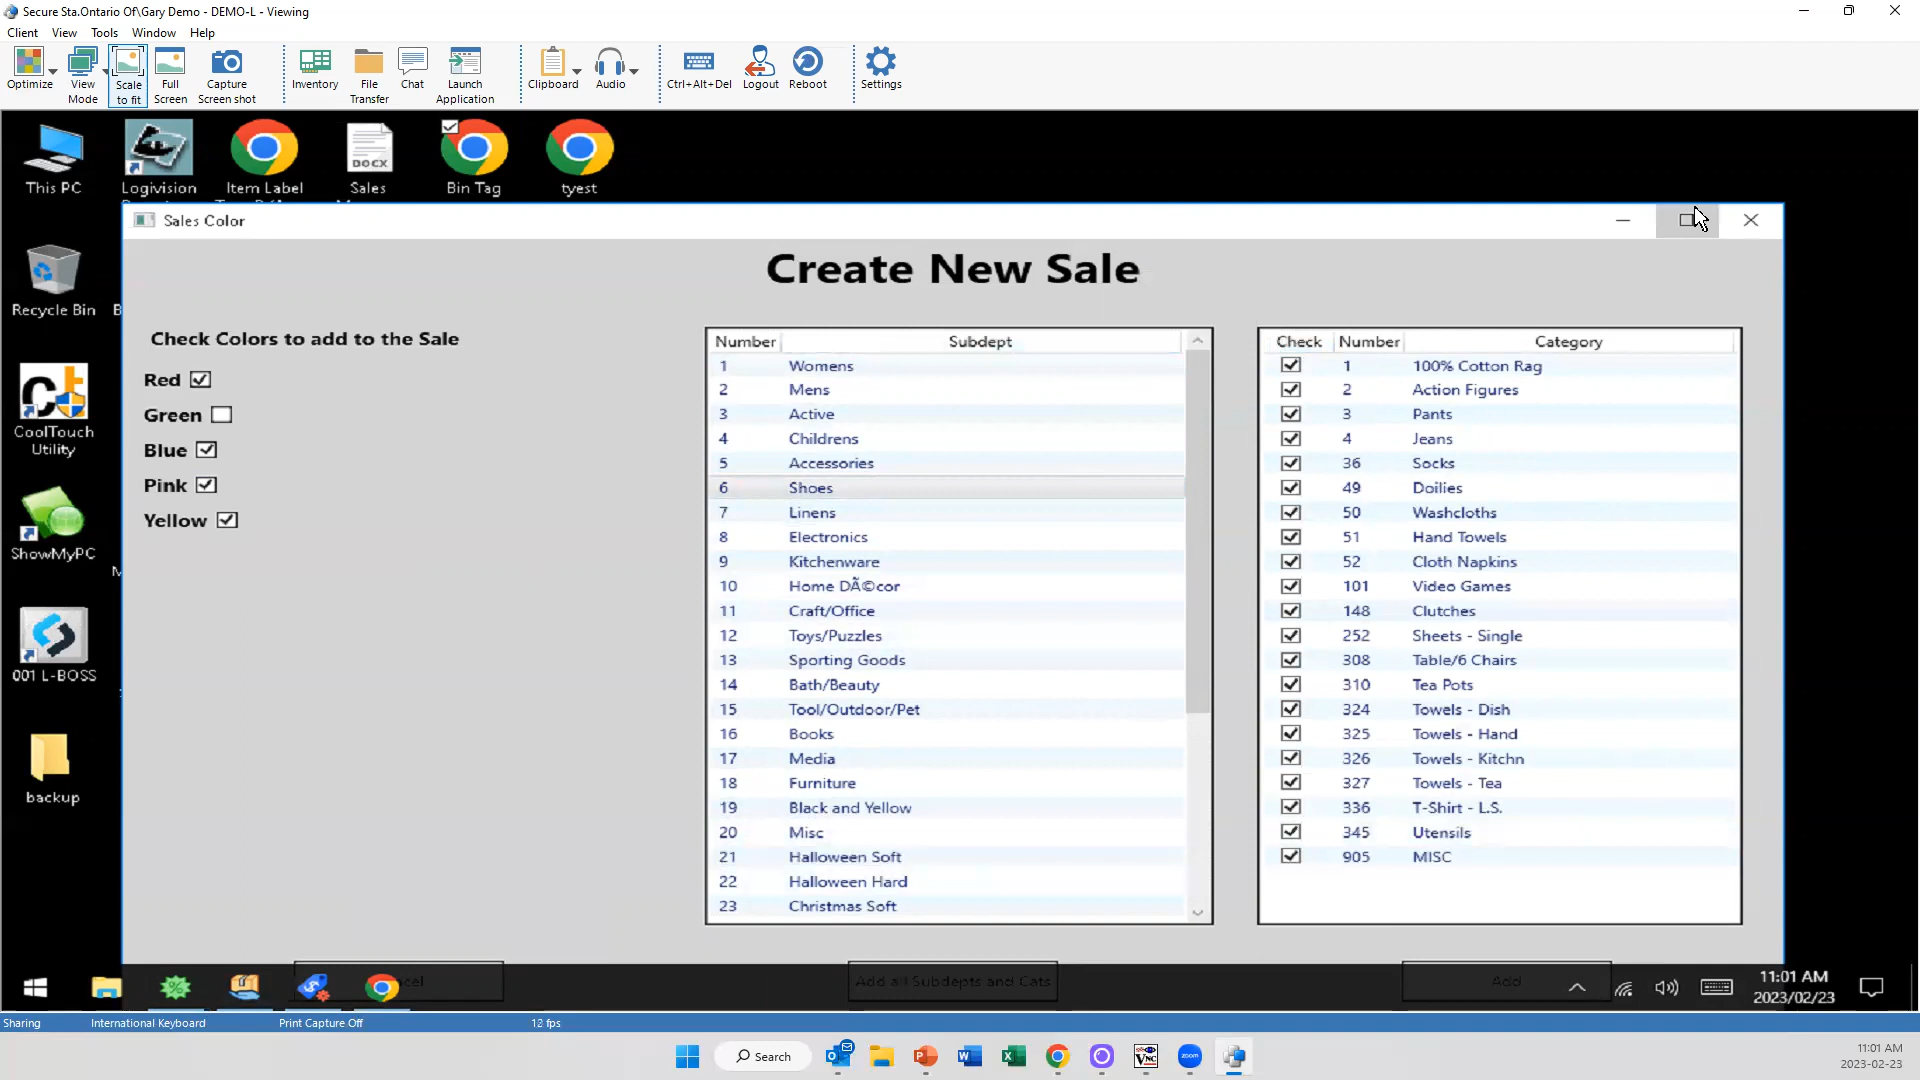 Secure Sta.Ontario Of\Gary Demo - DEMO-L - Viewing
Client View Tools Window Help
Optimize View Mode Scale to fit Full Screen Capture Screen shot Inventory File Transfer Chat Launch Application Clipboard Audio Ctrl+Alt+Del Logout Reboot Settings
This PC Logivision Item Label Sales Bin Tag tyest
DOCX
Recycle Bin
CoolTouch Utility
ShowMyPC
001 L-BOSS
backup
Sales Color
Create New Sale
Check Colors to add to the Sale
Red
Green
Blue
Pink
Yellow
Number Subdept
1 Womens
2 Mens
3 Active
4 Childrens
5 Accessories
6 Shoes
7 Linens
8 Electronics
9 Kitchenware
10 Home DÃ©cor
11 Craft/Office
12 Toys/Puzzles
13 Sporting Goods
14 Bath/Beauty
15 Tool/Outdoor/Pet
16 Books
17 Media
18 Furniture
19 Black and Yellow
20 Misc
21 Halloween Soft
22 Halloween Hard
23 Christmas Soft
Check Number Category
1 100% Cotton Rag
2 Action Figures
3 Pants
4 Jeans
36 Socks
49 Doilies
50 Washcloths
51 Hand Towels
52 Cloth Napkins
101 Video Games
148 Clutches
252 Sheets - Single
308 Table/6 Chairs
310 Tea Pots
324 Towels - Dish
325 Towels - Hand
326 Towels - Kitchn
327 Towels - Tea
336 T-Shirt - L.S.
345 Utensils
905 MISC
Add all Subdepts and Cats
Add
11:01 AM
2023/02/23
Sharing International Keyboard Print Capture Off 12 fps
Search
11:01 AM
2023-02-23